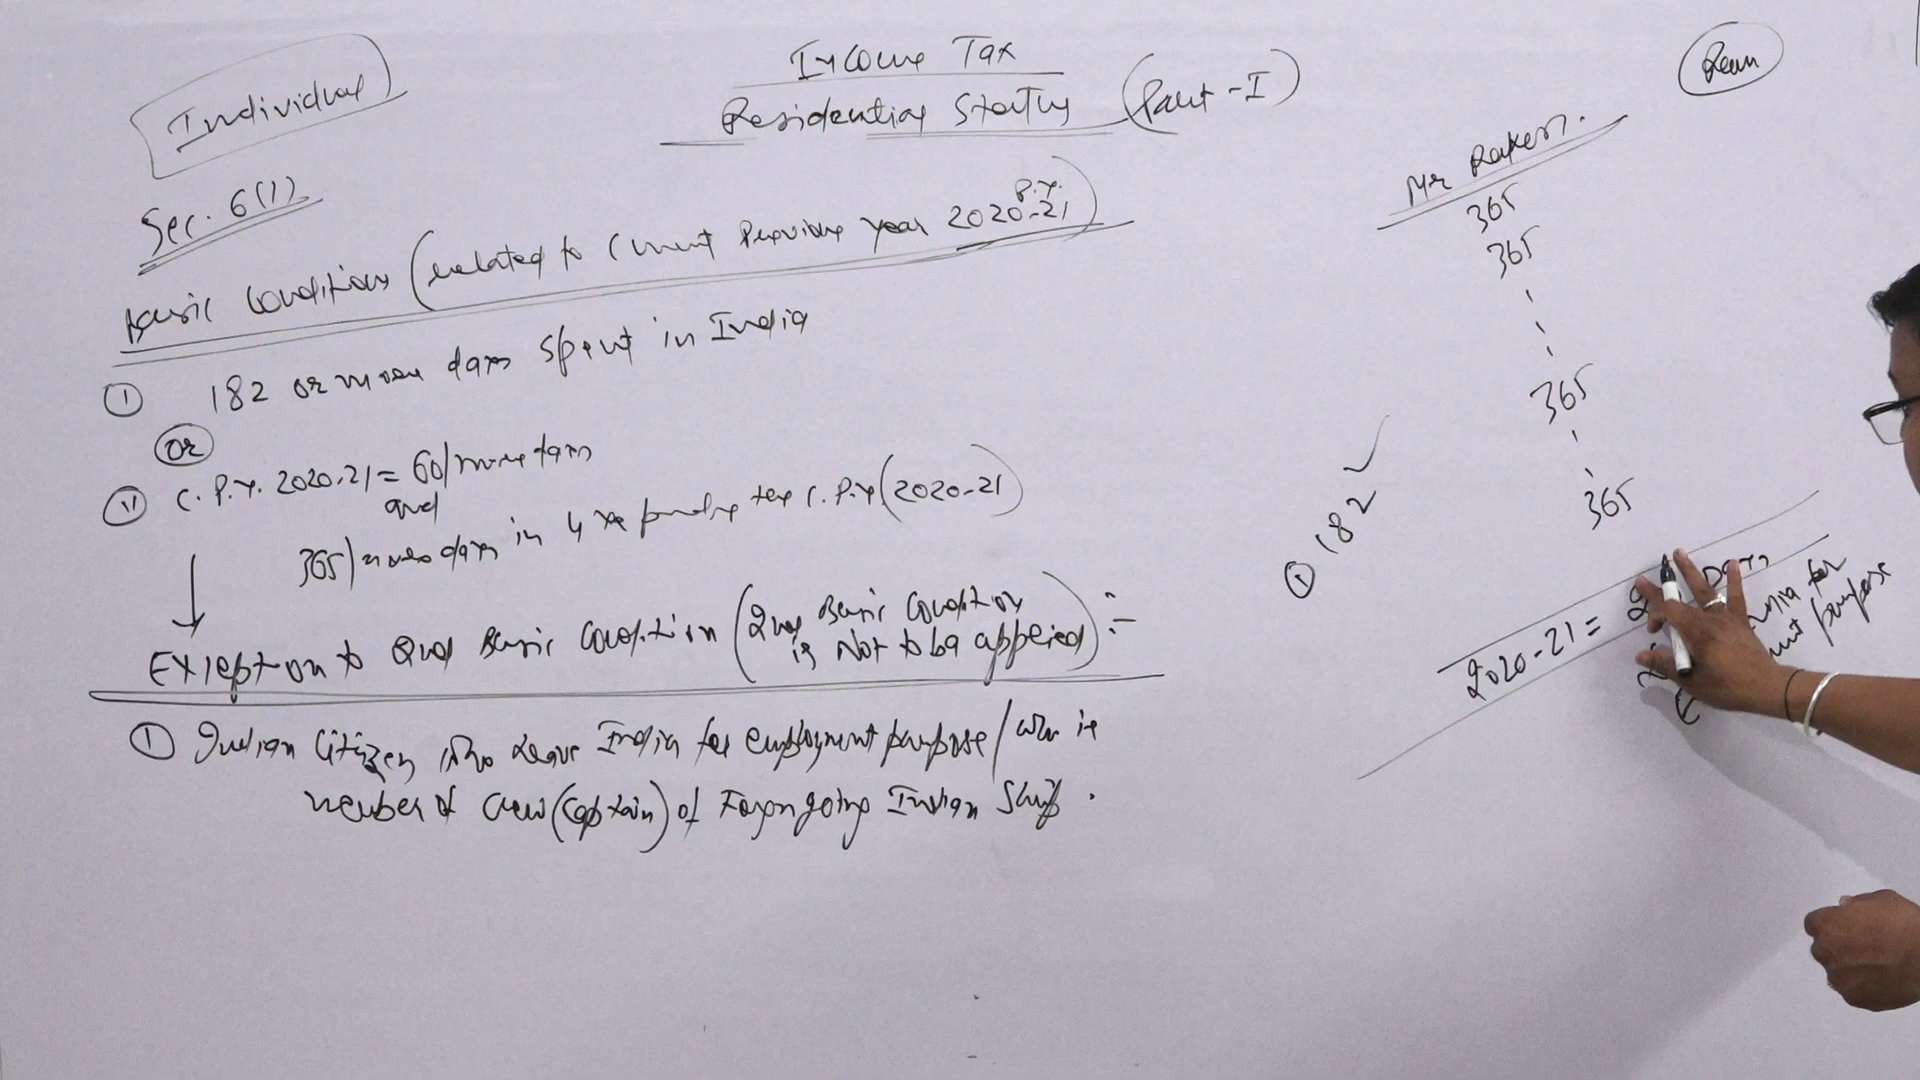 Income Tax
Residential Status (Part - I)
Individual
Sec. 6(1)
Basic Conditions (related to Current Previous year 2020-21)
P.Y.
① 182 or more days spent in India
or
② C.P.Y. 2020-21 = 60/more days
and
365/more days in 4 preceding the C.P.Y (2020-21)
Exception to 2nd Basic Condition (2nd Basic Condition
is Not to be applied) :-
① Indian Citizen who leave India for employment purpose/who is
member of crew (Captain) of Foreign going Indian Ship.
Mr Rakesh.
365
365
365
365
① 182 ✓
2020-21 =
Days
for
purpose